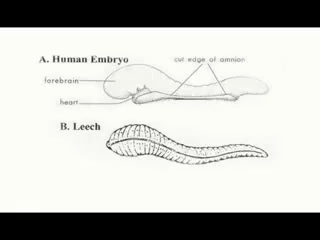 A. Human Embryo
cut edge of amnion
forebrain
heart
B. Leech